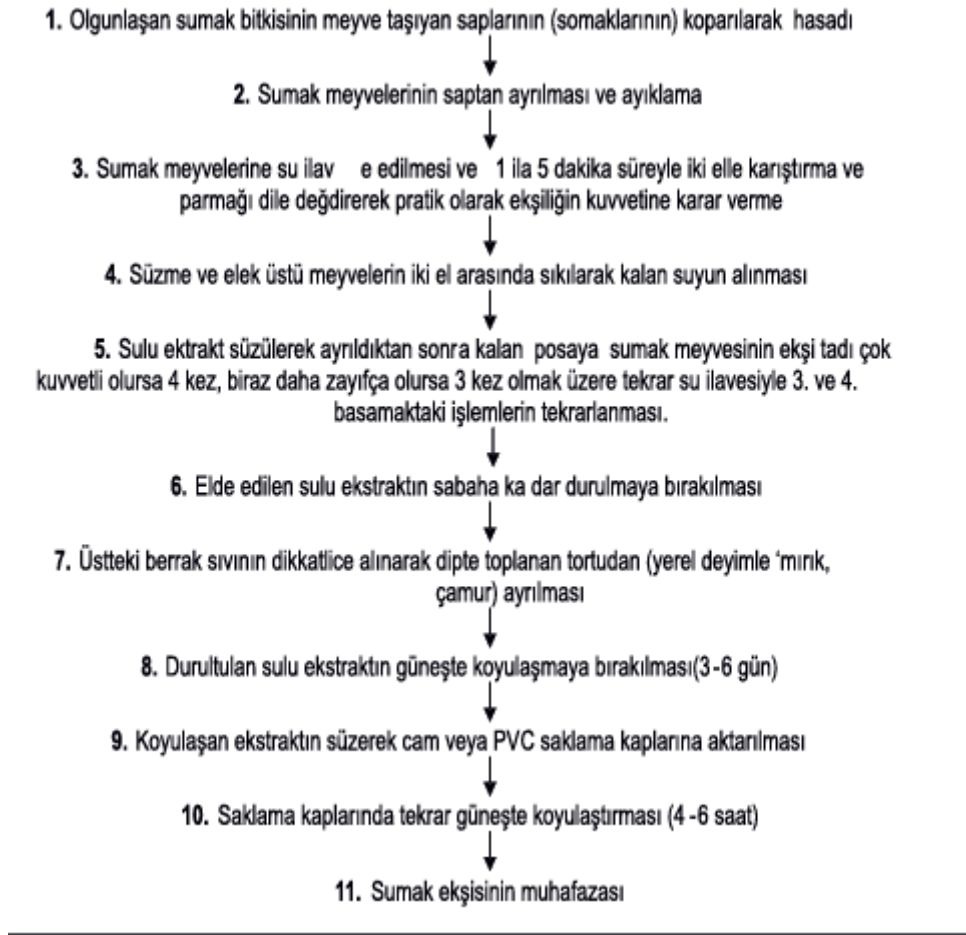 1. Olgunlaşan sumak bitkisinin meyve taşıyan saplarının (somaklarının) koparılarak hasadı
2. Sumak meyvelerinin saptan ayrılması ve ayıklama
3. Sumak meyvelerine su ilav e edilmesi ve 1 ila 5 dakika süreyle iki elle karıştırma ve
parmağı dile değdirerek pratik olarak ekşiliğin kuvvetine karar verme
4. Süzme ve elek üstü meyvelerin iki el arasında sıkılarak kalan suyun alınması
5. Sulu ektrakt süzülerek ayrıldıktan sonra kalan posaya sumak meyvesinin ekşi tadı çok
kuvvetli olursa 4 kez, biraz daha zayıfça olursa 3 kez olmak üzere tekrar su ilavesiyle 3. ve 4.
basamaktaki işlemlerin tekrarlanması.
6. Elde edilen sulu ekstraktın sabaha ka dar durulmaya bırakılması
7. Üstteki berrak sıvının dikkatlice alınarak dipte toplanan tortudan (yerel deyimle ‘mırık,
çamur) ayrılması
8. Durultulan sulu ekstraktın güneşte koyulaşmaya bırakılması(3-6 gün)
9. Koyulaşan ekstraktın süzerek cam veya PVC saklama kaplarına aktarılması
10. Saklama kaplarında tekrar güneşte koyulaştırması (4-6 saat)
11. Sumak ekşisinin muhafazası